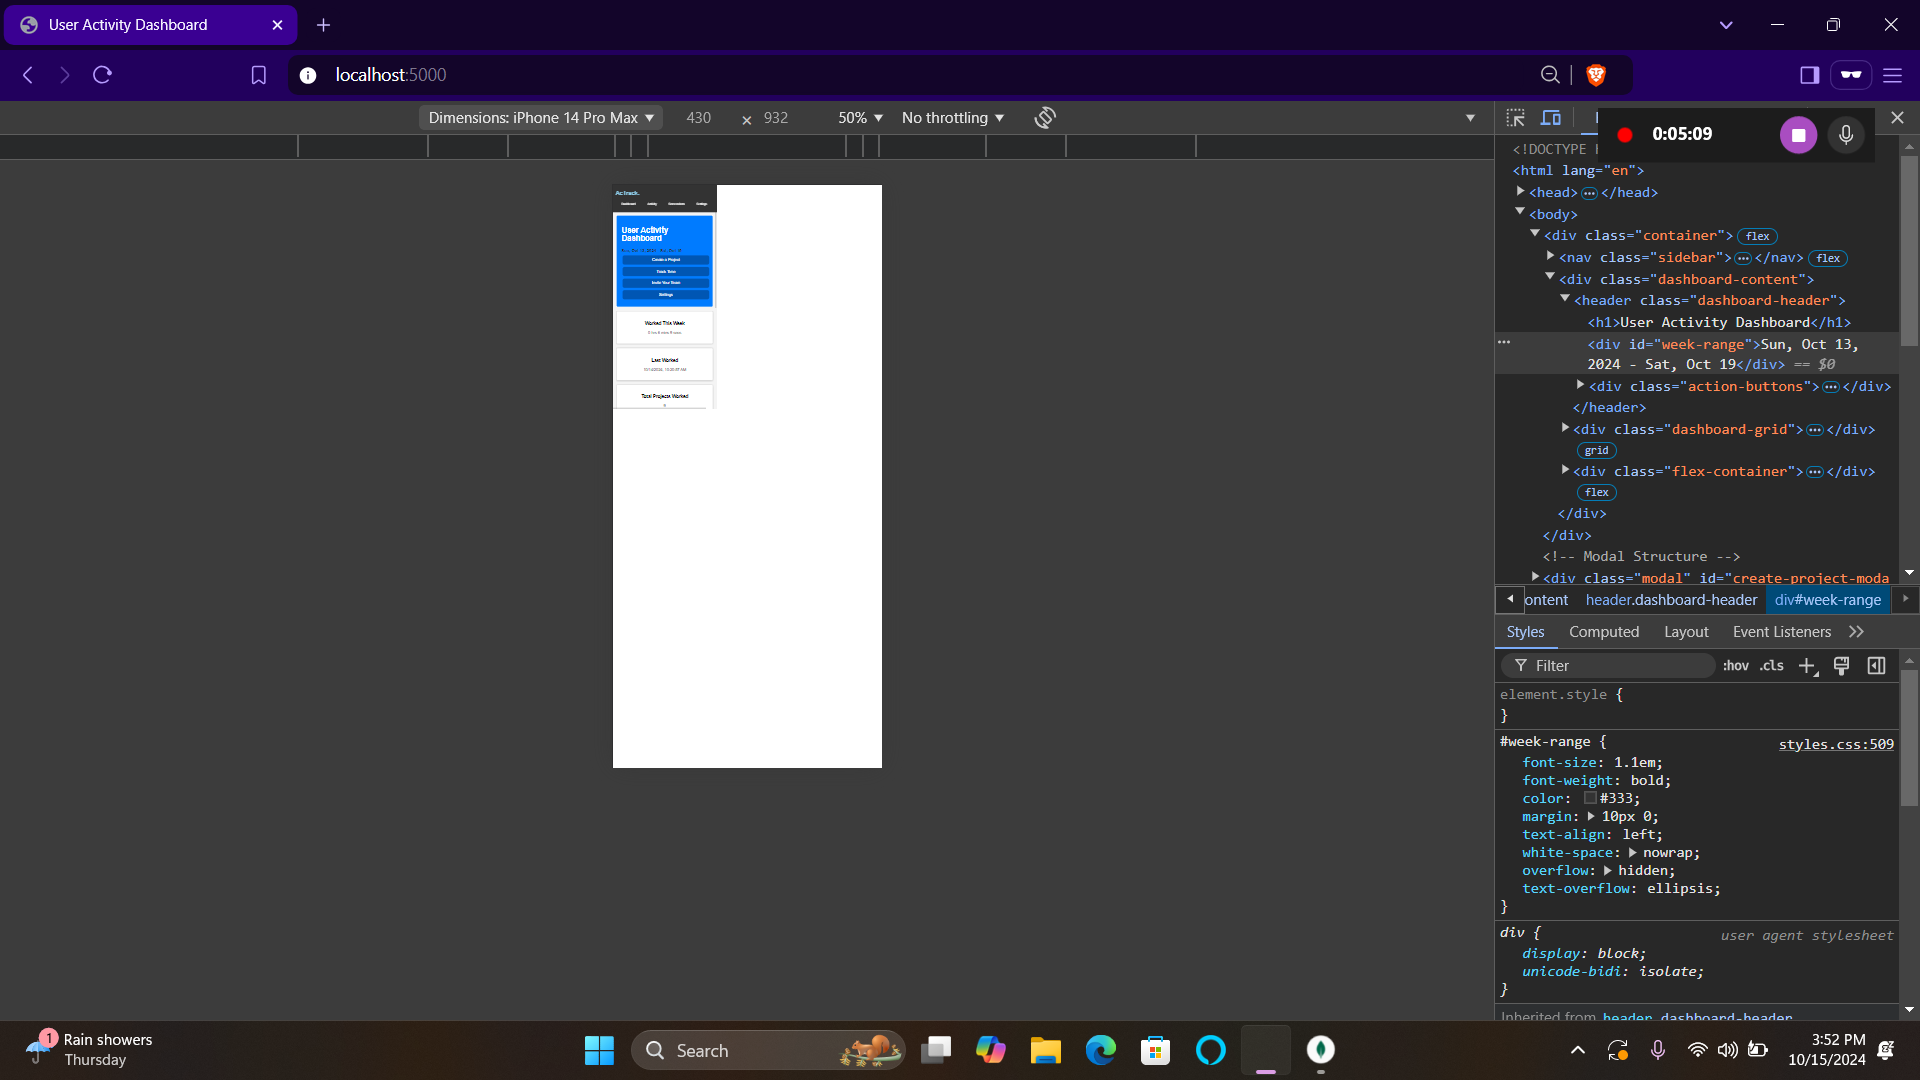 User Activity Dashboard
localhost:5000
Dimensions: iPhone 14 Pro Max
430
×
932
50%
No throttling
0:05:09
<!DOCTYPE
<html lang="en">
<head> ⋯ </head>
<body>
<div class="container"> flex
<nav class="sidebar"> ⋯ </nav> flex
<div class="dashboard-content">
<header class="dashboard-header">
<h1>User Activity Dashboard</h1>
<div id="week-range">Sun, Oct 13,
2024 - Sat, Oct 19</div> == $0
<div class="action-buttons"> ⋯ </div>
</header>
<div class="dashboard-grid"> ⋯ </div>
grid
<div class="flex-container"> ⋯ </div>
flex
</div>
</div>
<!-- Modal Structure -->
<div class="modal" id="create-project-moda
ontent
header.dashboard-header
div#week-range
Styles
Computed
Layout
Event Listeners
Filter
:hov
.cls
element.style {
}
#week-range {
styles.css:509
font-size: 1.1em;
font-weight: bold;
color: #333;
margin: 10px 0;
text-align: left;
white-space: nowrap;
overflow: hidden;
text-overflow: ellipsis;
}
div {
user agent stylesheet
display: block;
unicode-bidi: isolate;
}
Inherited from header.dashboard-header
AcTrack.
Dashboard
Activity
Settings
User Activity
Dashboard
Create a Project
Track Time
Invite Your Team
Settings
Worked This Week
Last Worked
Total Projects Worked
1
Rain showers
Thursday
Search
3:52 PM
10/15/2024